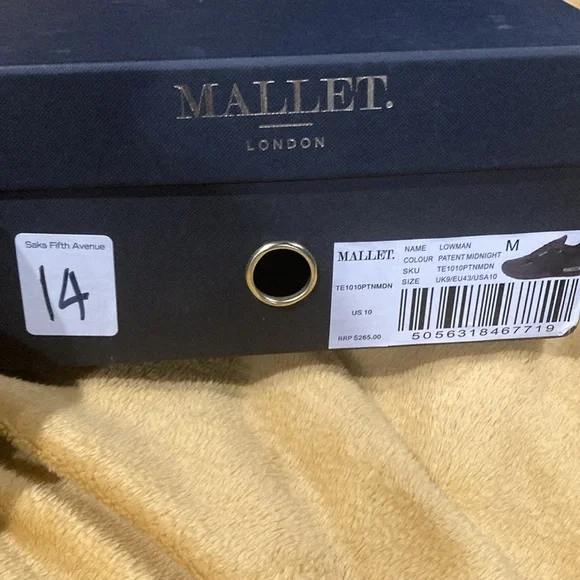 MALLET.
LONDON
Saks Fifth Avenue
14
MALLET.
TE1010PTNMDN
US 10
RRP $265.00
NAME LOWMAN M
COLOUR PATENT MIDNIGHT
SKU TE1010PTNMDN
SIZE UK9/EU43/USA10
5056318467719